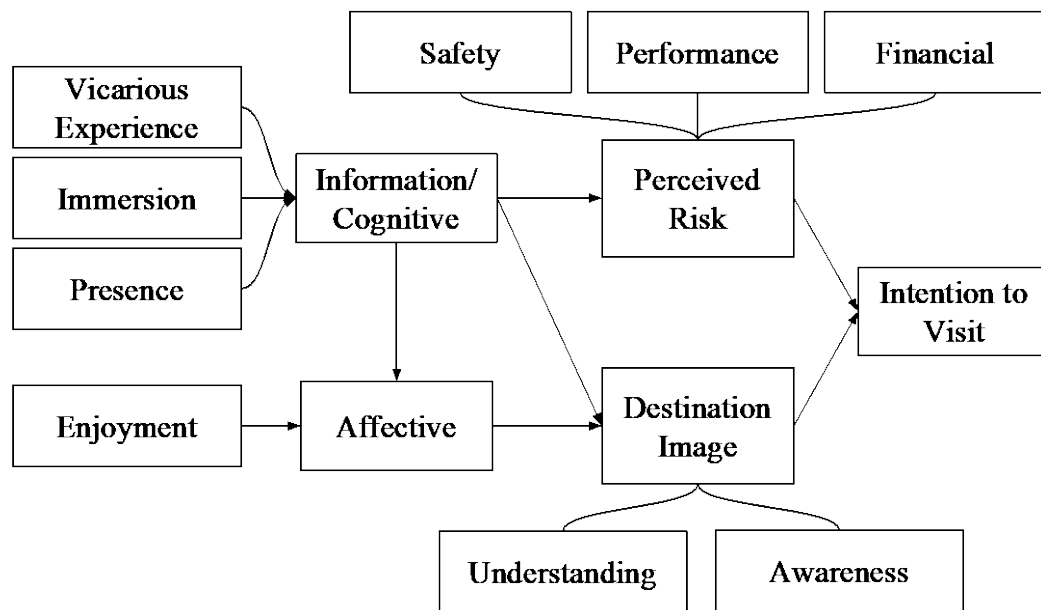 Safety
Performance
Financial
Vicarious
Experience
Immersion
Presence
Information/
Cognitive
Perceived
Risk
Intention to
Visit
Enjoyment
Affective
Destination
Image
Understanding
Awareness